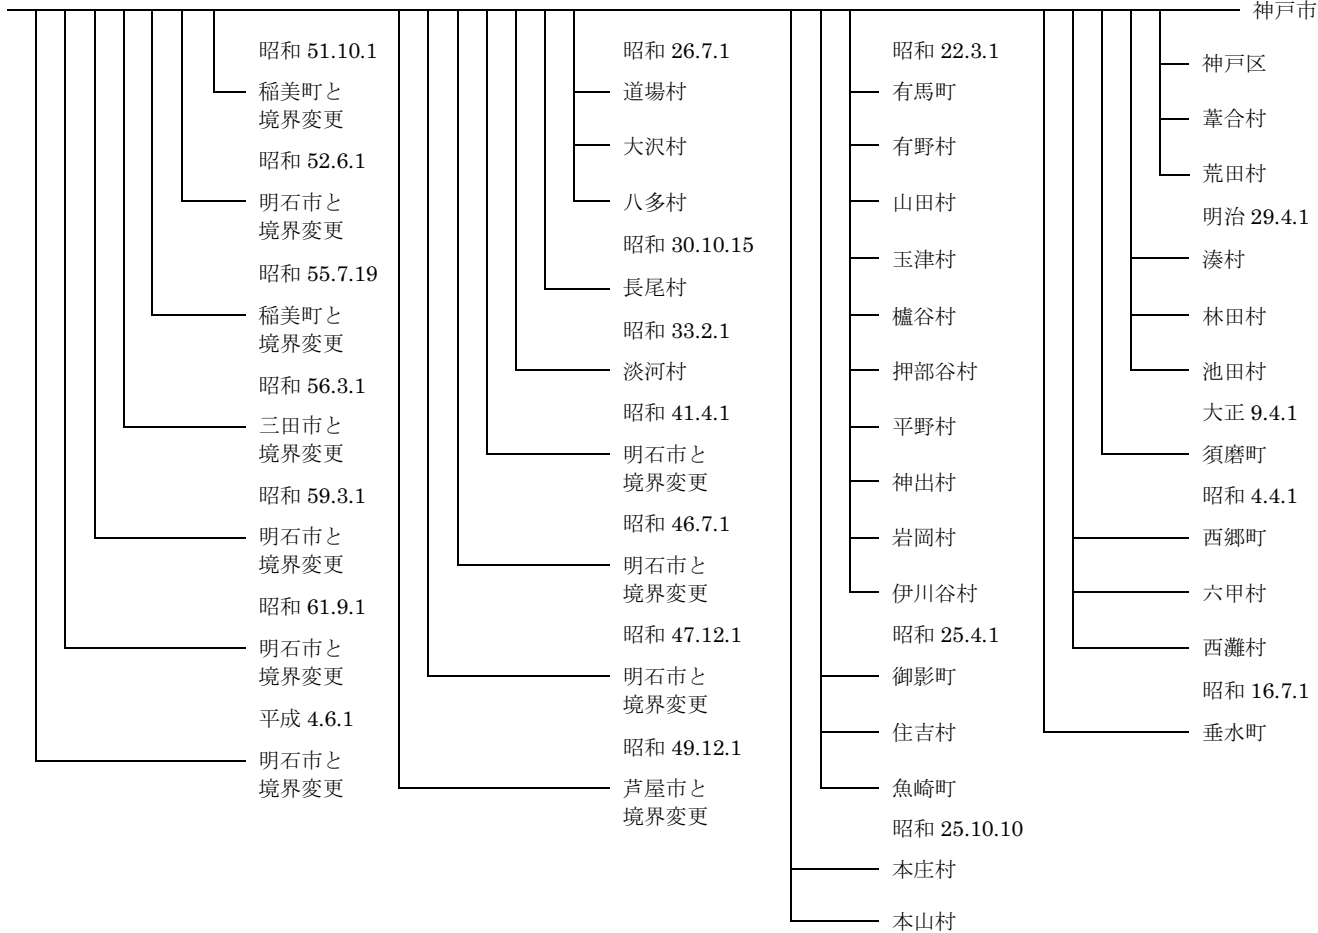 神戸市
神戸区
葺合村
荒田村
明治 29.4.1
湊村
林田村
池田村
大正 9.4.1
須磨町
昭和 4.4.1
西郷町
六甲村
西灘村
昭和 16.7.1
垂水町
昭和 22.3.1
有馬町
有野村
山田村
玉津村
櫨谷村
押部谷村
平野村
神出村
岩岡村
伊川谷村
昭和 25.4.1
御影町
住吉村
魚崎町
昭和 25.10.10
本庄村
本山村
昭和 26.7.1
道場村
大沢村
八多村
昭和 30.10.15
長尾村
昭和 33.2.1
淡河村
昭和 41.4.1
明石市と
境界変更
昭和 46.7.1
明石市と
境界変更
昭和 47.12.1
明石市と
境界変更
昭和 49.12.1
芦屋市と
境界変更
昭和 51.10.1
稲美町と
境界変更
昭和 52.6.1
明石市と
境界変更
昭和 55.7.19
稲美町と
境界変更
昭和 56.3.1
三田市と
境界変更
昭和 59.3.1
明石市と
境界変更
昭和 61.9.1
明石市と
境界変更
平成 4.6.1
明石市と
境界変更